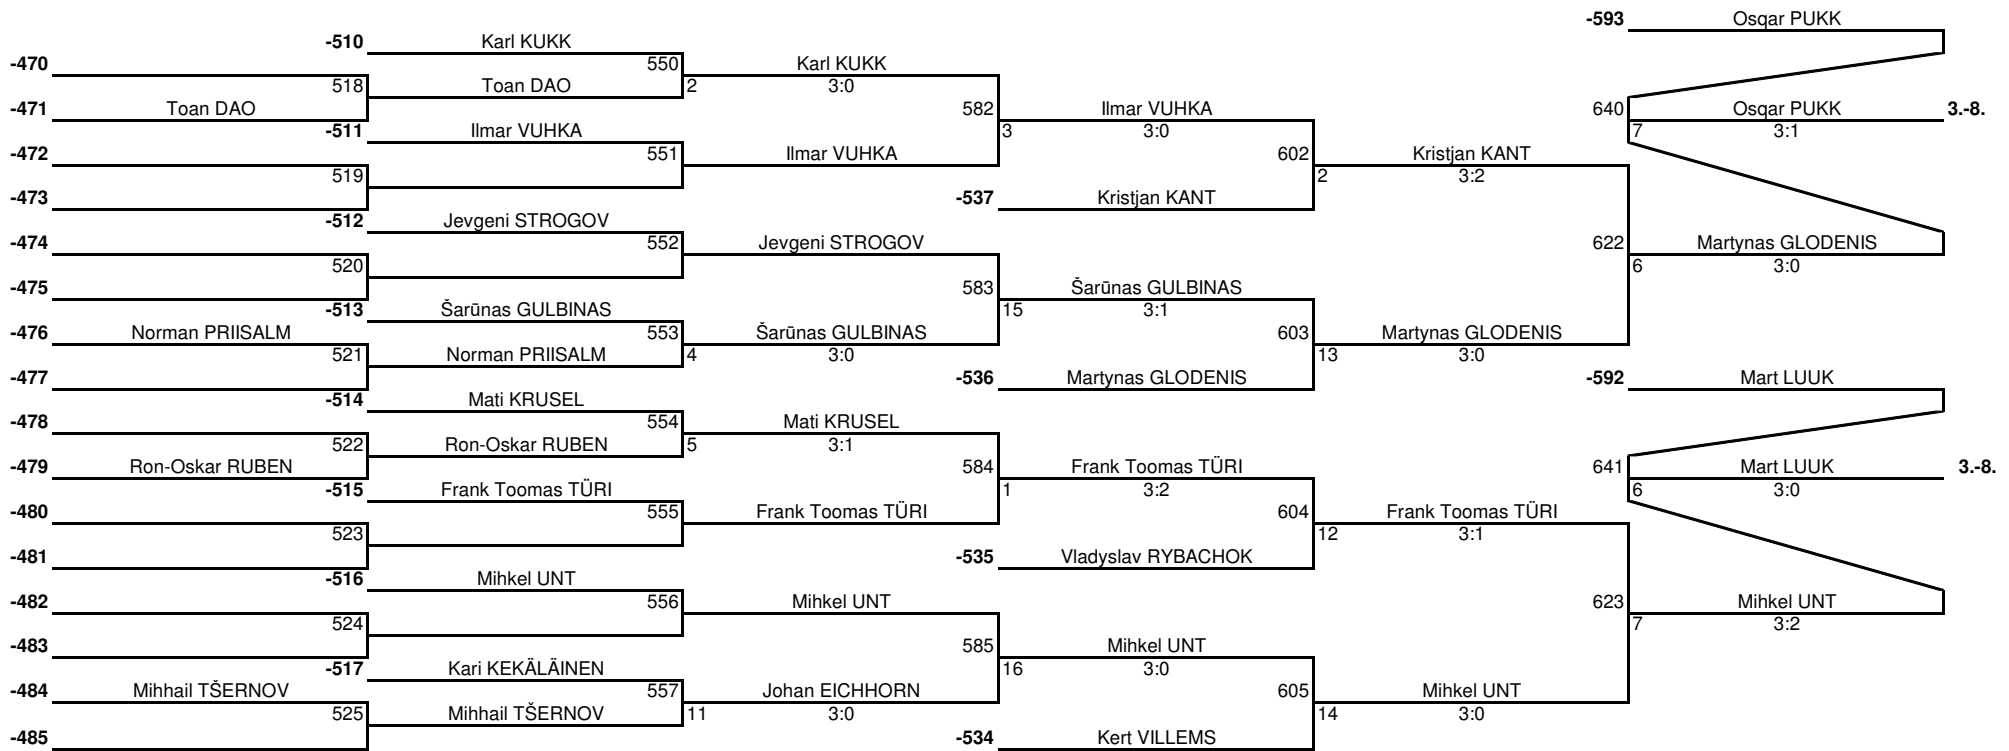 -593 Osqar PUKK
-510 Karl KUKK
-470 550 Karl KUKK
518 Toan DAO 2 3:0
-471 Toan DAO 582 Ilmar VUHKA 640 Osqar PUKK 3.-8.
-511 Ilmar VUHKA 3 3:0 7 3:1
-472 551 Ilmar VUHKA 602 Kristjan KANT
519 2 3:2
-473 -537 Kristjan KANT
-512 Jevgeni STROGOV
-474 552 Jevgeni STROGOV 622 Martynas GLODENIS
520 6 3:0
-475 583 Šarūnas GULBINAS
-513 Šarūnas GULBINAS 15 3:1
-476 Norman PRIISALM 553 Šarūnas GULBINAS 603 Martynas GLODENIS
521 Norman PRIISALM 4 3:0 13 3:0
-477 -536 Martynas GLODENIS -592 Mart LUUK
-514 Mati KRUSEL
-478 554 Mati KRUSEL
522 Ron-Oskar RUBEN 5 3:1
-479 Ron-Oskar RUBEN 584 Frank Toomas TÜRI 641 Mart LUUK 3.-8.
-515 Frank Toomas TÜRI 1 3:2 6 3:0
-480 555 Frank Toomas TÜRI 604 Frank Toomas TÜRI
523 12 3:1
-481 -535 Vladyslav RYBACHOK
-516 Mihkel UNT
-482 556 Mihkel UNT 623 Mihkel UNT
524 7 3:2
-483 585 Mihkel UNT
-517 Kari KEKÄLÄINEN 16 3:0
-484 Mihhail TŠERNOV 557 Johan EICHHORN 605 Mihkel UNT
525 Mihhail TŠERNOV 11 3:0 14 3:0
-485 -534 Kert VILLEMS